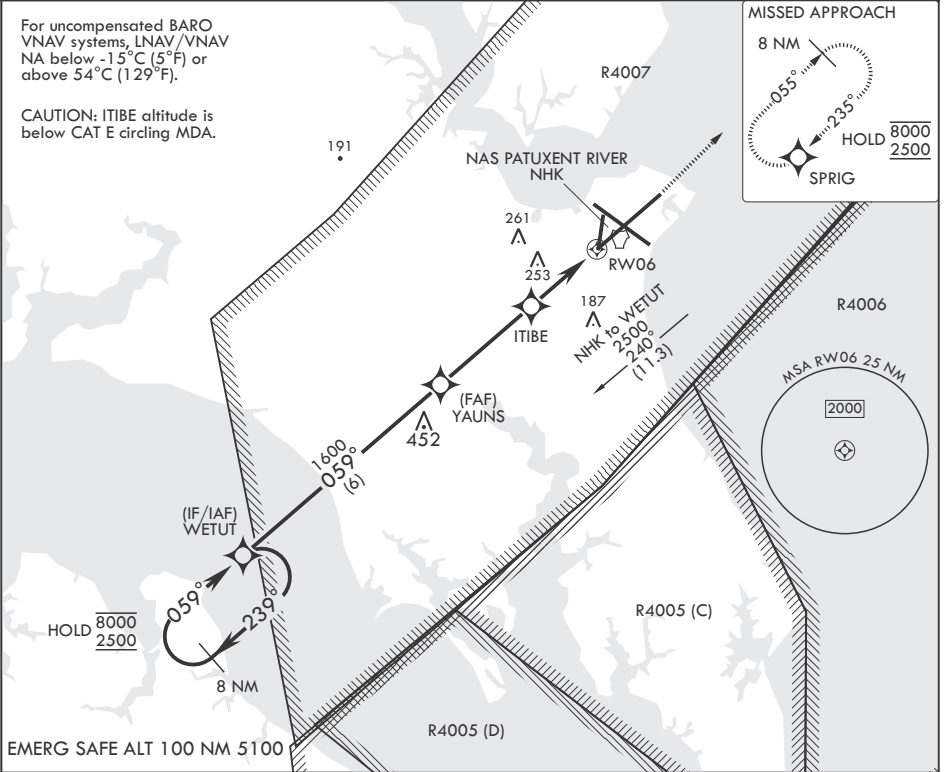 For uncompensated BARO
VNAV systems, LNAV/VNAV
NA below -15°C (5°F) or
above 54°C (129°F).
CAUTION: ITIBE altitude is
below CAT E circling MDA.
MISSED APPROACH
8 NM
055°
235°
HOLD 8000
2500
SPRIG
R4007
191
NAS PATUXENT RIVER
NHK
261
253
RW06
187
ITIBE
NHK to WETUT
2500
240°
(11.3)
R4006
MSA RW06 25 NM
2000
(FAF)
YAUNS
452
1600
059°
(6)
(IF/IAF)
WETUT
059°
239°
HOLD 8000
2500
8 NM
R4005 (C)
R4005 (D)
EMERG SAFE ALT 100 NM 5100